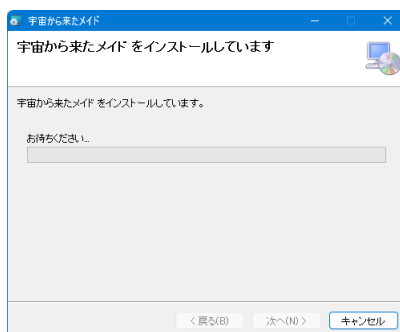 宇宙から来たメイド
宇宙から来たメイド をインストールしています
宇宙から来たメイド をインストールしています。
お待ちください...
< 戻る(B)
次へ(N) >
キャンセル